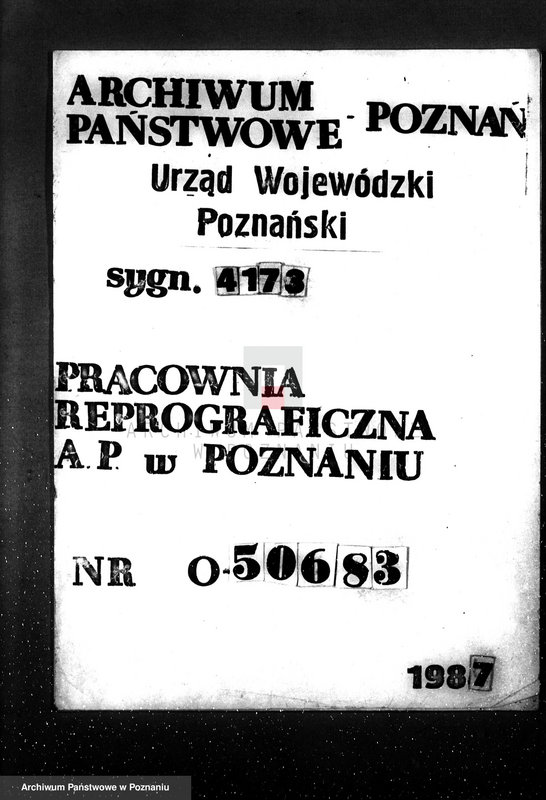 ARCHIWUM
PAŃSTWOWE - POZNAŃ
Urząd Wojewódzki
Poznański
sygn. 4173
PRACOWNIA
REPROGRAFICZNA
A.P. w POZNANIU
NR O-50683
1987
Archiwum Państwowe w Poznaniu